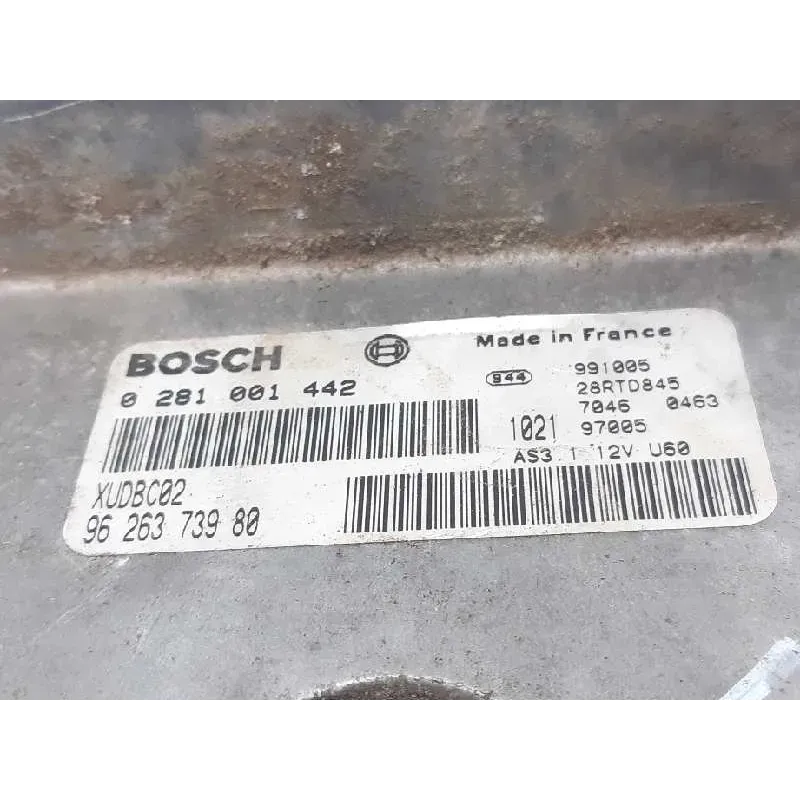 BOSCH
Made in France
0 281 001 442
944
991005
28RTD845
7046 0463
1021 97005
AS3 1 12V U60
XUDBC02
96 263 739 80